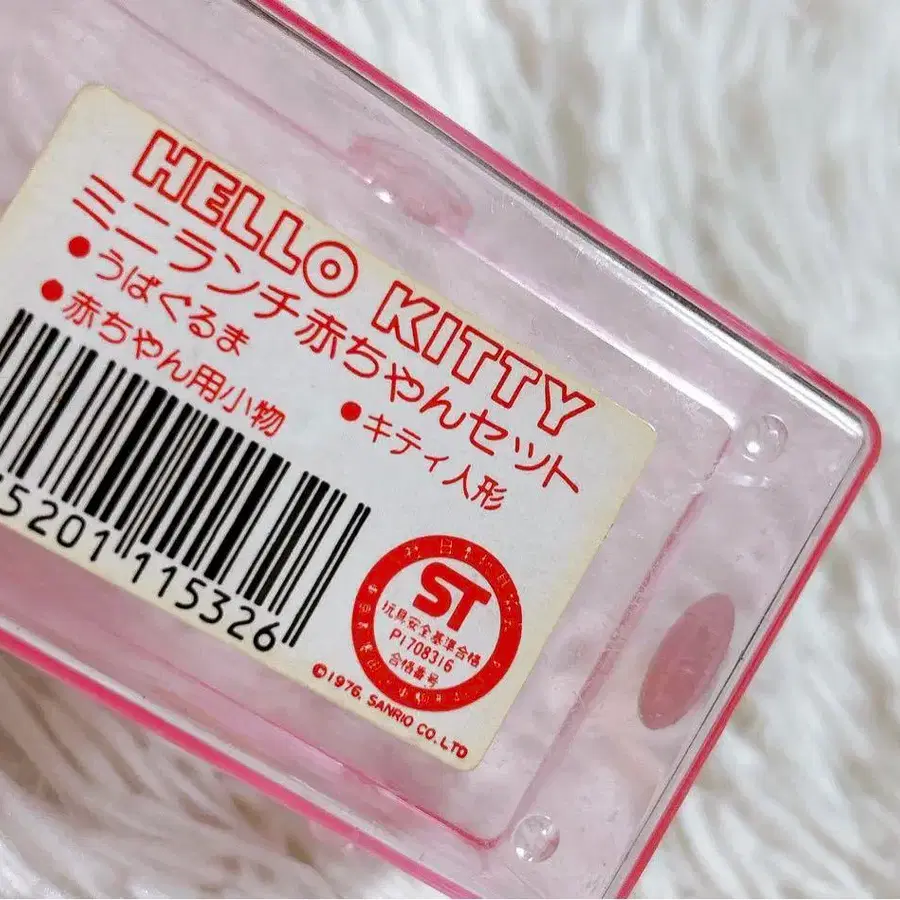 HELLO KITTY
ミニランチ赤ちゃんセット
●うばぐるま
●キティ人形
●赤ちゃん用小物
5201 115326
ST
玩具安全基準合格
P1708316
合格番号
©1976, SANRIO CO., LTD